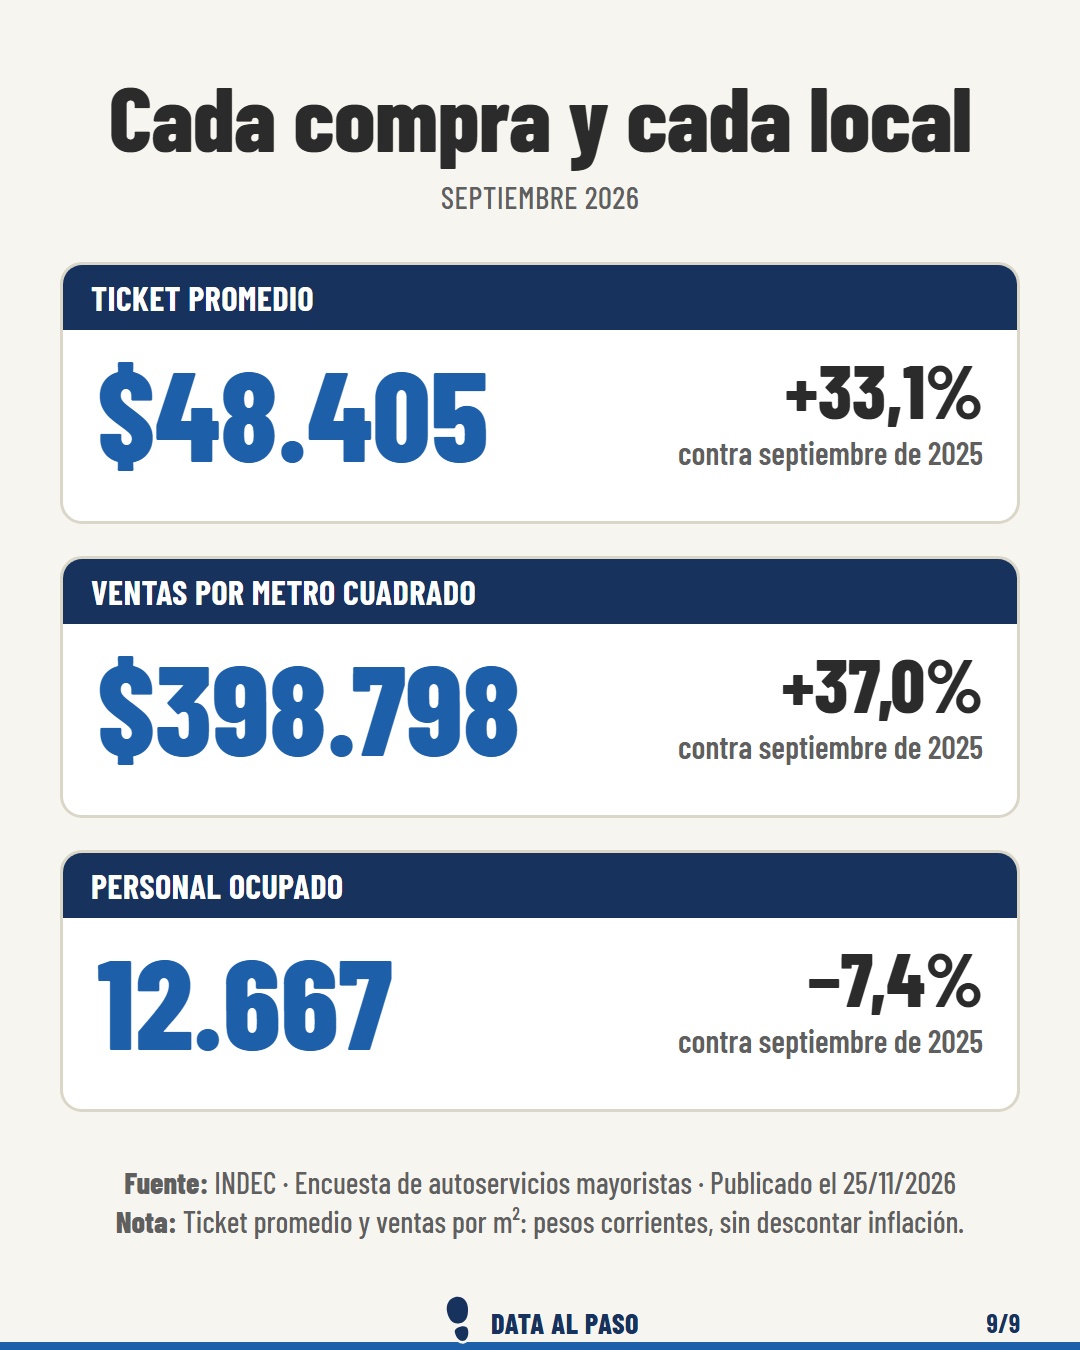 Cada compra y cada local
SEPTIEMBRE 2026
TICKET PROMEDIO
$48.405
+33,1%
contra septiembre de 2025
VENTAS POR METRO CUADRADO
$398.798
+37,0%
contra septiembre de 2025
PERSONAL OCUPADO
12.667
−7,4%
contra septiembre de 2025
Fuente: INDEC · Encuesta de autoservicios mayoristas · Publicado el 25/11/2026
Nota: Ticket promedio y ventas por m²: pesos corrientes, sin descontar inflación.
DATA AL PASO
9/9